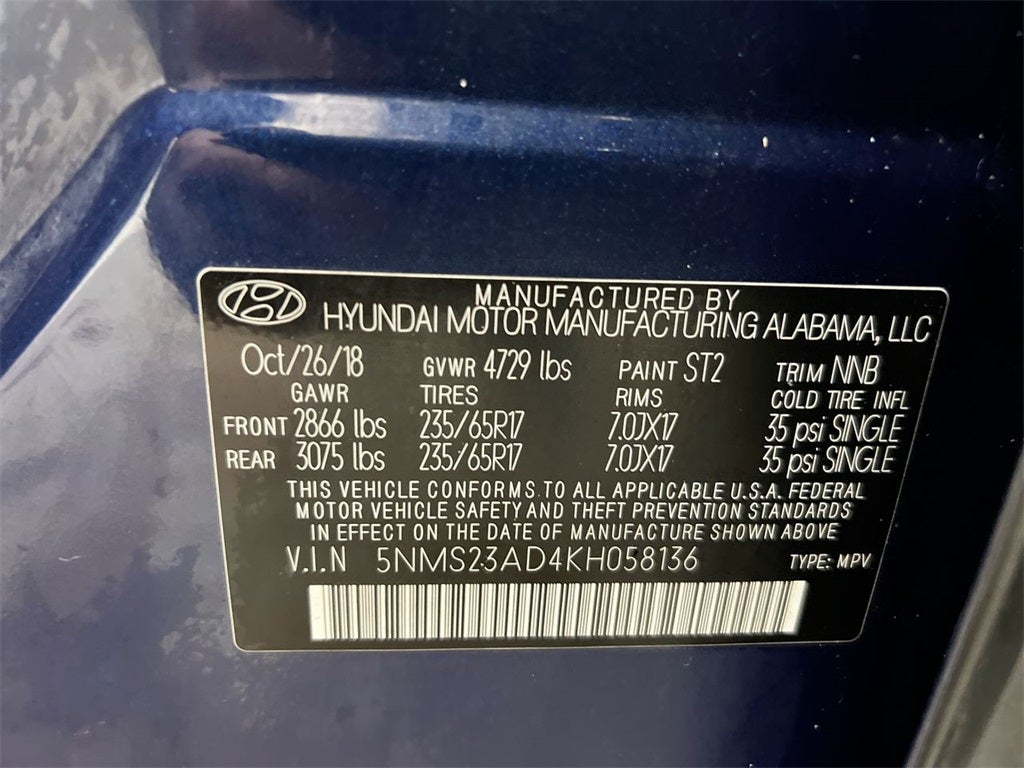 MANUFACTURED BY
HYUNDAI MOTOR MANUFACTURING ALABAMA, LLC
Oct/26/18 GVWR 4729 lbs PAINT ST2 TRIM NNB
GAWR TIRES RIMS COLD TIRE INFL
FRONT 2866 lbs 235/65R17 7.0JX17 35 psi SINGLE
REAR 3075 lbs 235/65R17 7.0JX17 35 psi SINGLE
THIS VEHICLE CONFORMS TO ALL APPLICABLE U.S.A. FEDERAL
MOTOR VEHICLE SAFETY AND THEFT PREVENTION STANDARDS
IN EFFECT ON THE DATE OF MANUFACTURE SHOWN ABOVE
V.I.N 5NMS23AD4KH058136 TYPE: MPV